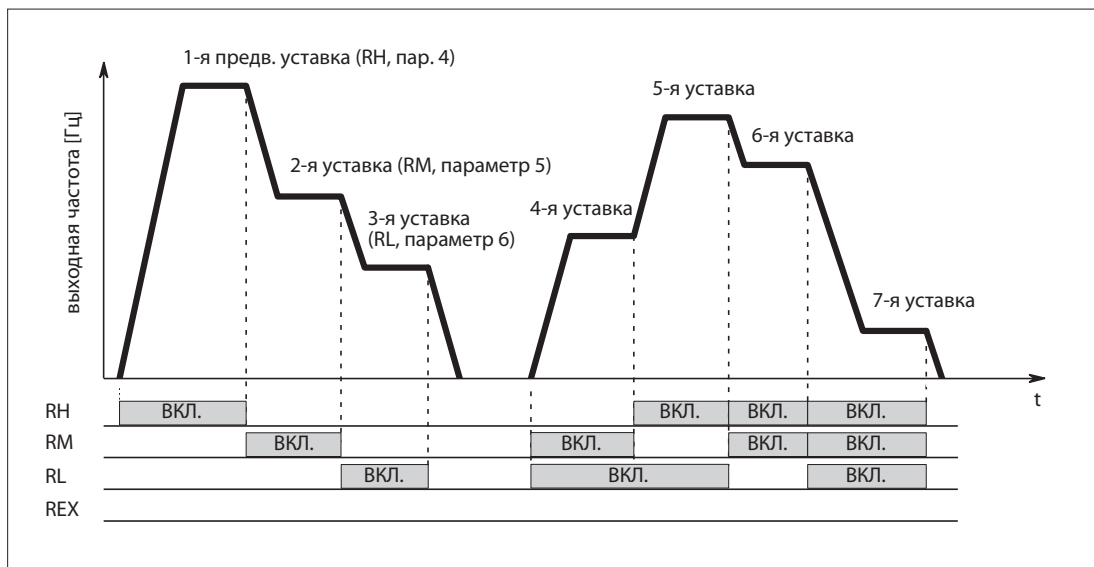 1-я предв. уставка (RH, пар. 4)
5-я уставка
6-я уставка
2-я уставка (RM, параметр 5)
4-я уставка
3-я уставка
(RL, параметр 6)
7-я уставка
выходная частота [Гц]
t
RH ВКЛ. ВКЛ. ВКЛ. ВКЛ.
RM ВКЛ. ВКЛ. ВКЛ. ВКЛ.
RL ВКЛ. ВКЛ. ВКЛ.
REX